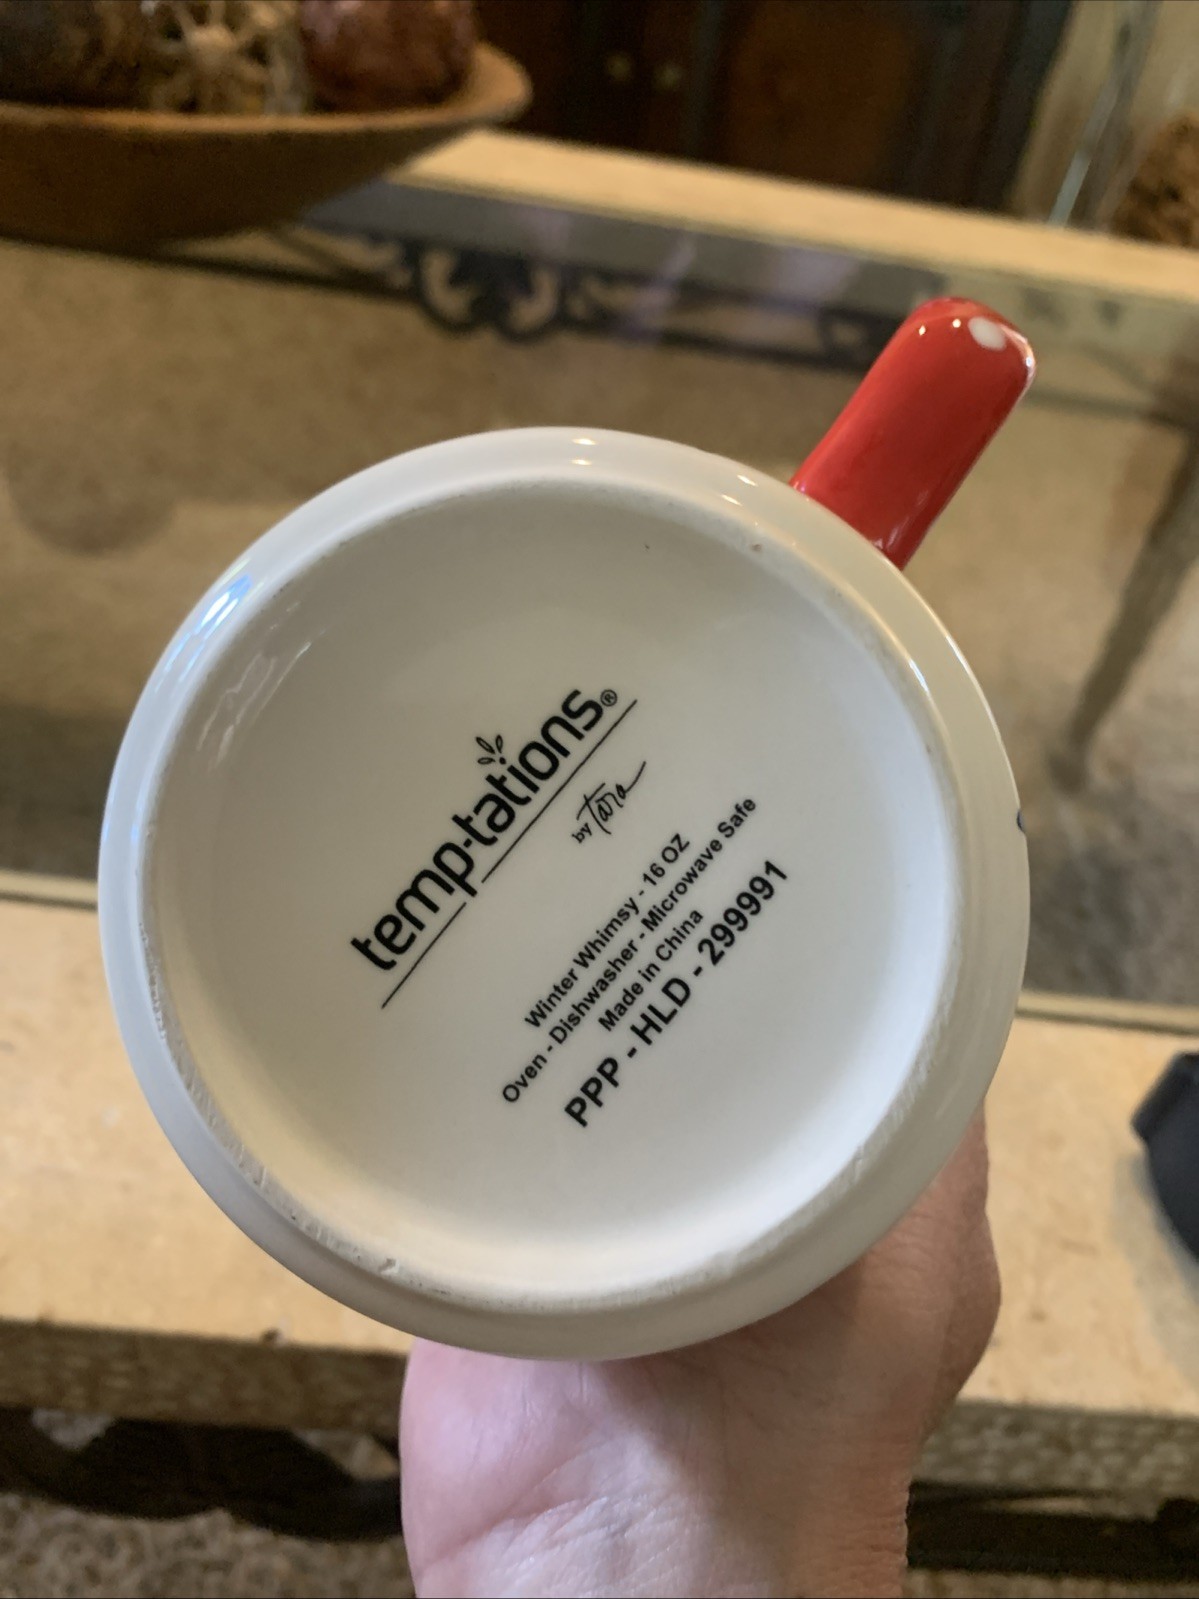 temp·tations®
by tara
Winter Whimsy - 16 OZ
Oven - Dishwasher - Microwave Safe
Made in China
PPP - HLD - 299991